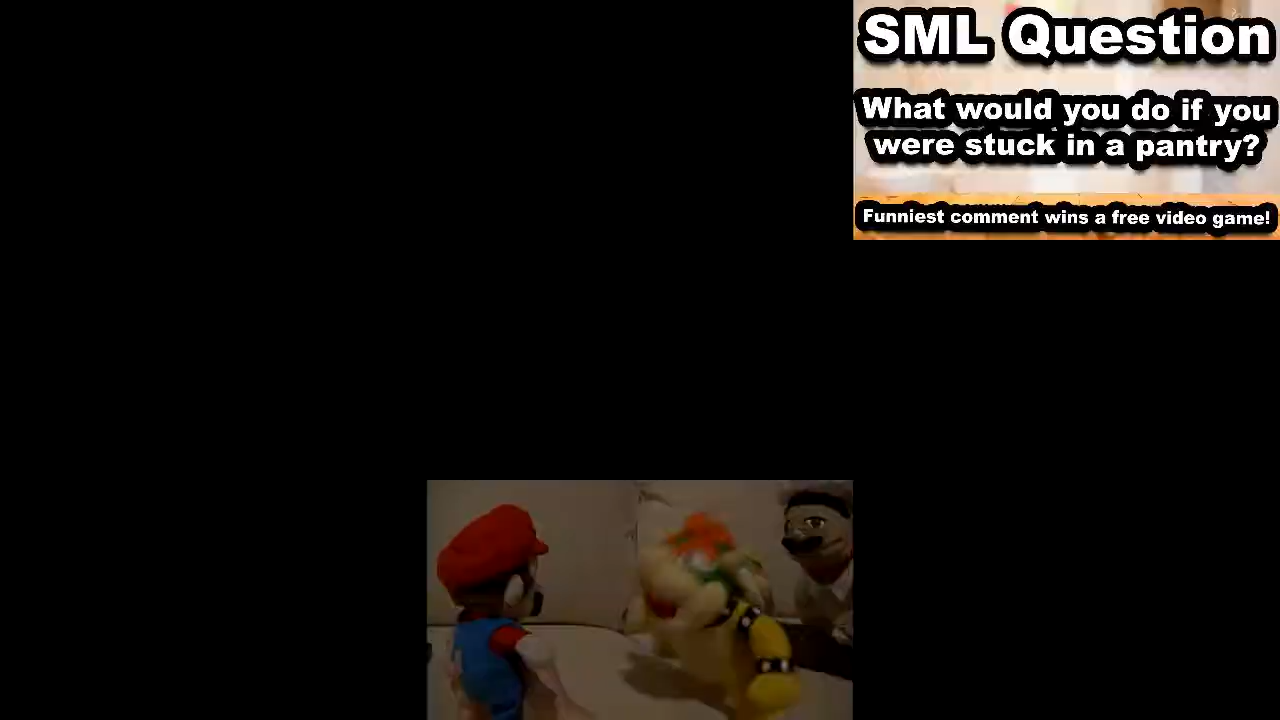 SML Question
What would you do if you
were stuck in a pantry?
Funniest comment wins a free video game!